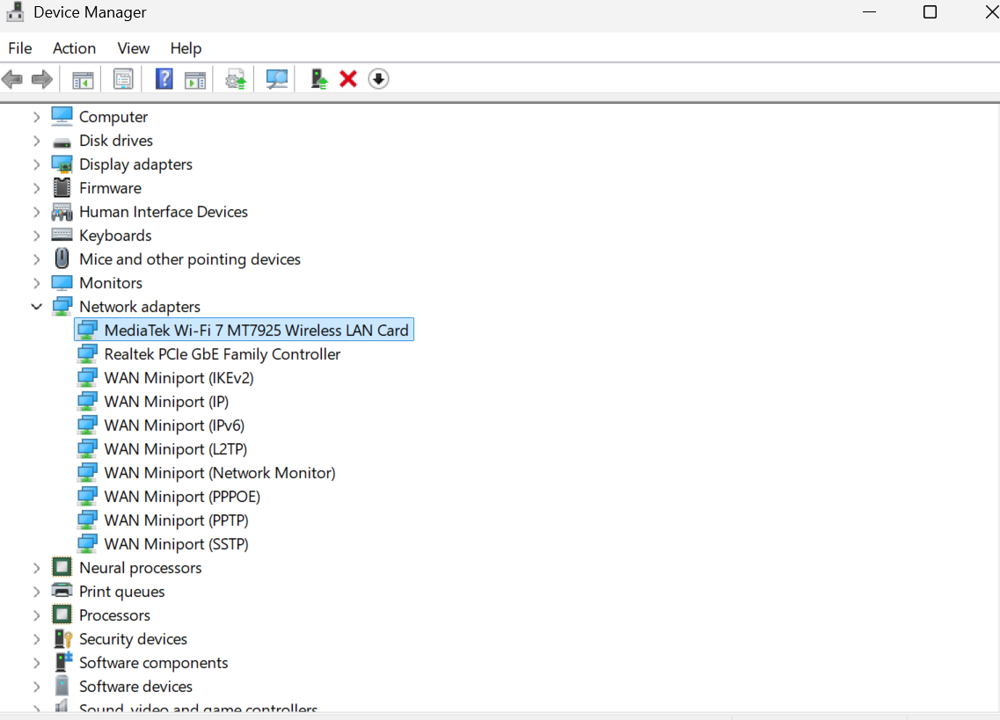 Device Manager
File Action View Help
Computer
Disk drives
Display adapters
Firmware
Human Interface Devices
Keyboards
Mice and other pointing devices
Monitors
Network adapters
MediaTek Wi-Fi 7 MT7925 Wireless LAN Card
Realtek PCIe GbE Family Controller
WAN Miniport (IKEv2)
WAN Miniport (IP)
WAN Miniport (IPv6)
WAN Miniport (L2TP)
WAN Miniport (Network Monitor)
WAN Miniport (PPPOE)
WAN Miniport (PPTP)
WAN Miniport (SSTP)
Neural processors
Print queues
Processors
Security devices
Software components
Software devices
Sound, video and game controllers